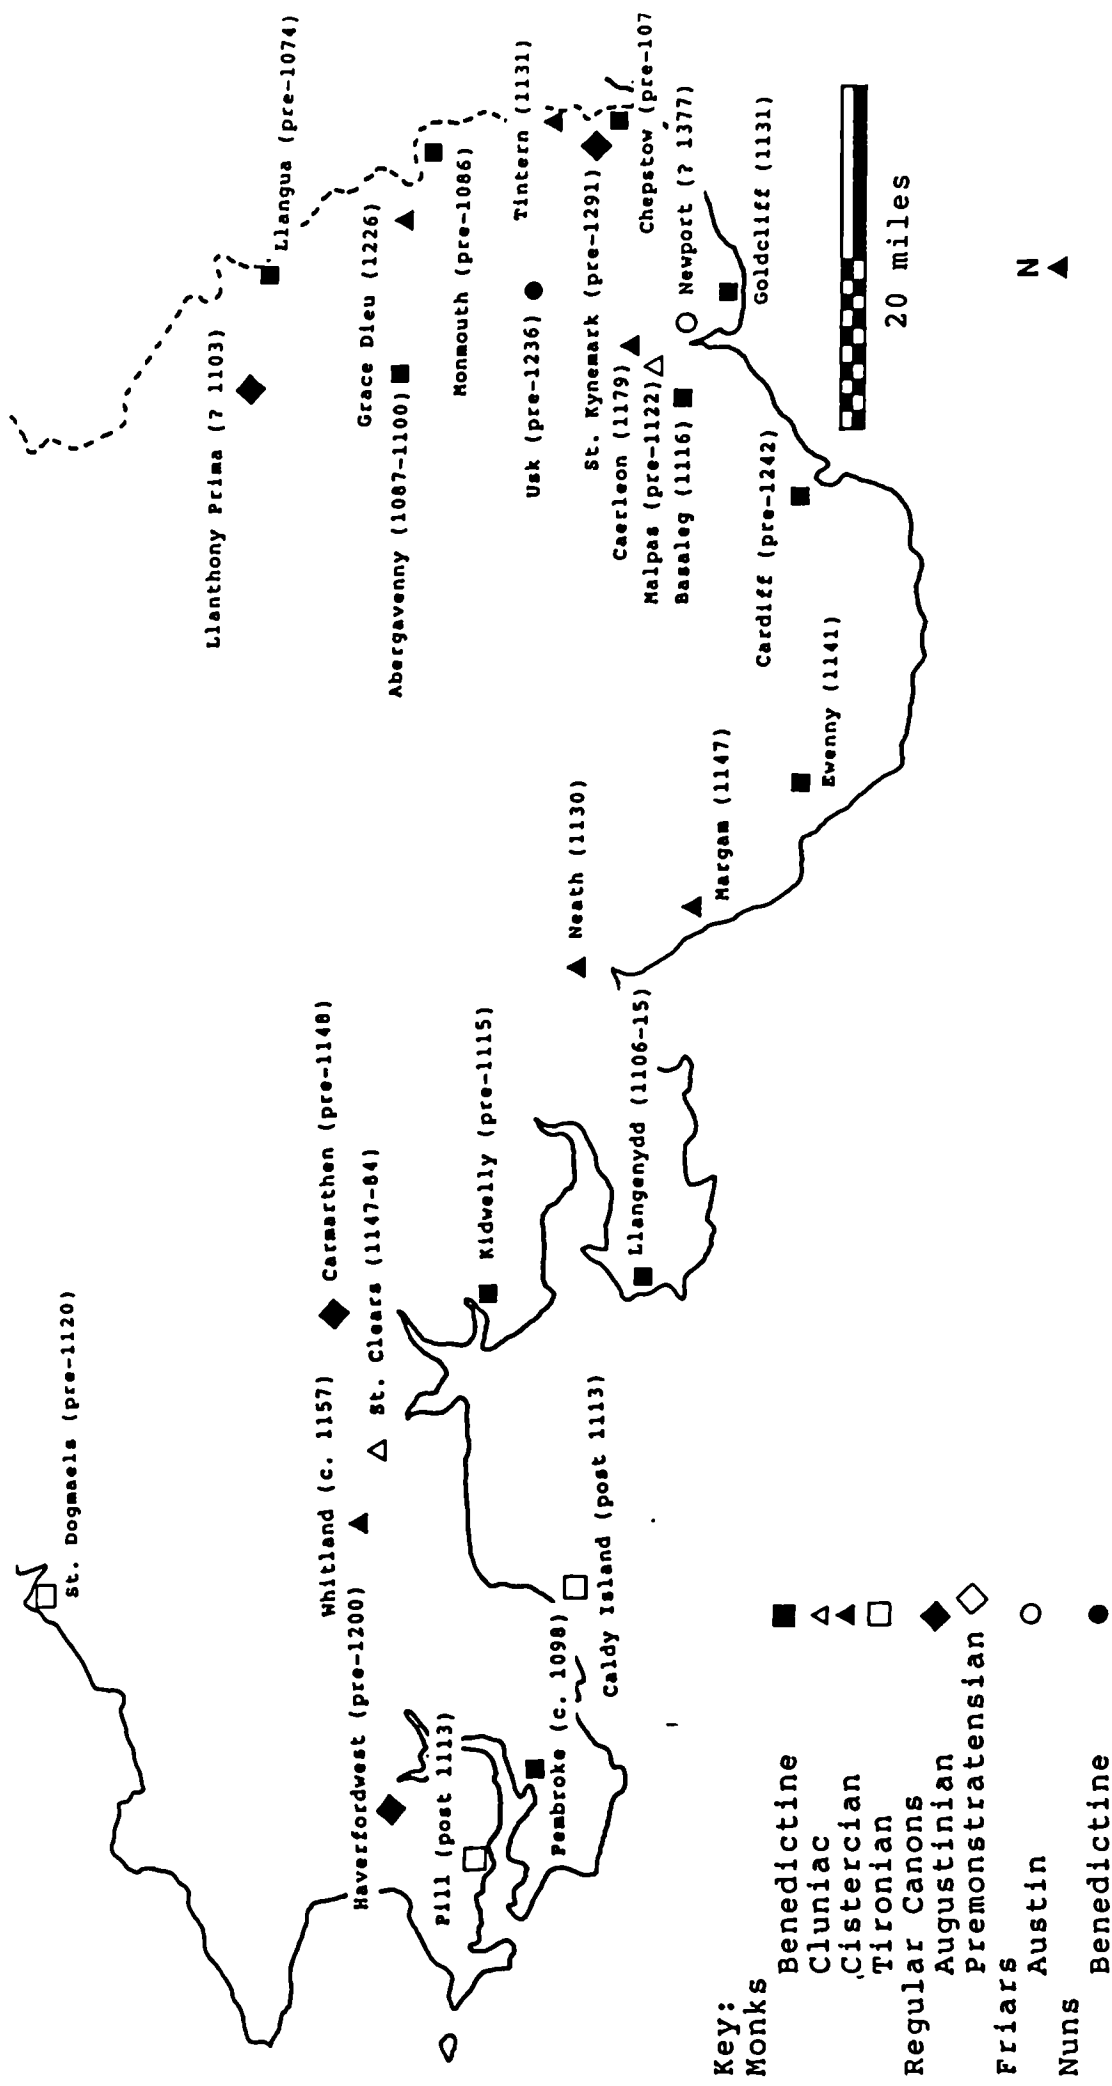 St. Dogmaels (pre-1120)
Llangua (pre-1074)
Llanthony Prima (? 1103)
Haverfordwest (pre-1200)
Whitland (c. 1157)
Carmarthen (pre-1148)
St. Clears (1147-84)
Grace Dieu (1226)
Abergavenny (1087-1100)
Monmouth (pre-1086)
Pill (post 1113)
Kidwelly (pre-1115)
Usk (pre-1236)
Tintern (1131)
Pembroke (c. 1098)
Caldy Island (post 1113)
Neath (1130)
St. Kynemark (pre-1291)
Caerleon (1179)
Malpas (pre-1122)
Basaleg (1116)
Chepstow (pre-107
Newport (? 1377)
Llangenydd (1106-15)
Margam (1147)
Goldcliff (1131)
Cardiff (pre-1242)
Ewenny (1141)
20 miles
N
Key:
Monks
Benedictine
Cluniac
Cistercian
Tironian
Regular Canons
Augustinian
Premonstratensian
Friars
Austin
Nuns
Benedictine